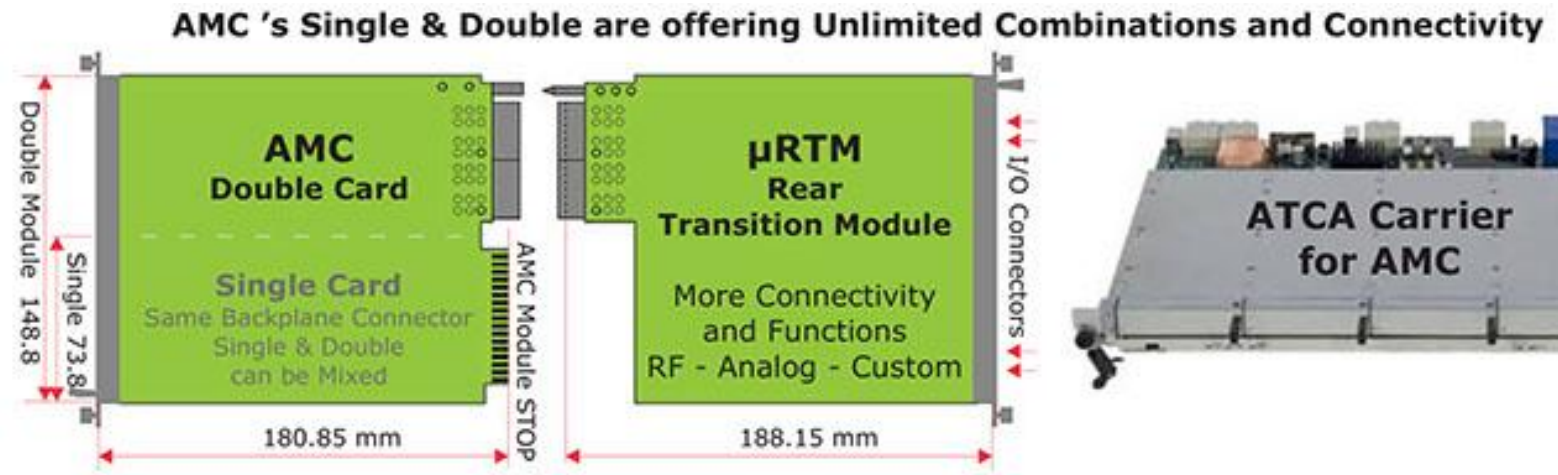 AMC 's Single & Double are offering Unlimited Combinations and Connectivity
Double Module 148.8
Single 73.8
AMC
Double Card
Single Card
Same Backplane Connector
Single & Double
can be Mixed
AMC Module STOP
180.85 mm
µRTM
Rear
Transition Module
More Connectivity
and Functions
RF - Analog - Custom
188.15 mm
I/O Connectors
ATCA Carrier
for AMC